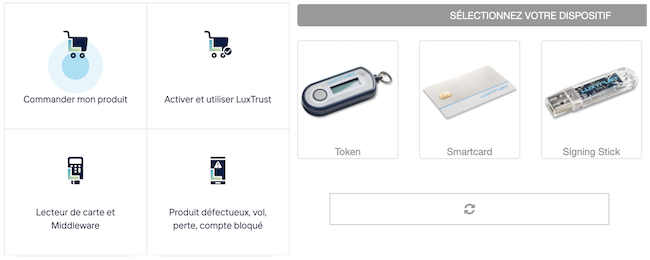 SÉLECTIONNEZ VOTRE DISPOSITIF
Commander mon produit
Activer et utiliser LuxTrust
LUXTRUST
Token
Smartcard
Signing Stick
Lecteur de carte et
Middleware
Produit défectueux, vol,
perte, compte bloqué